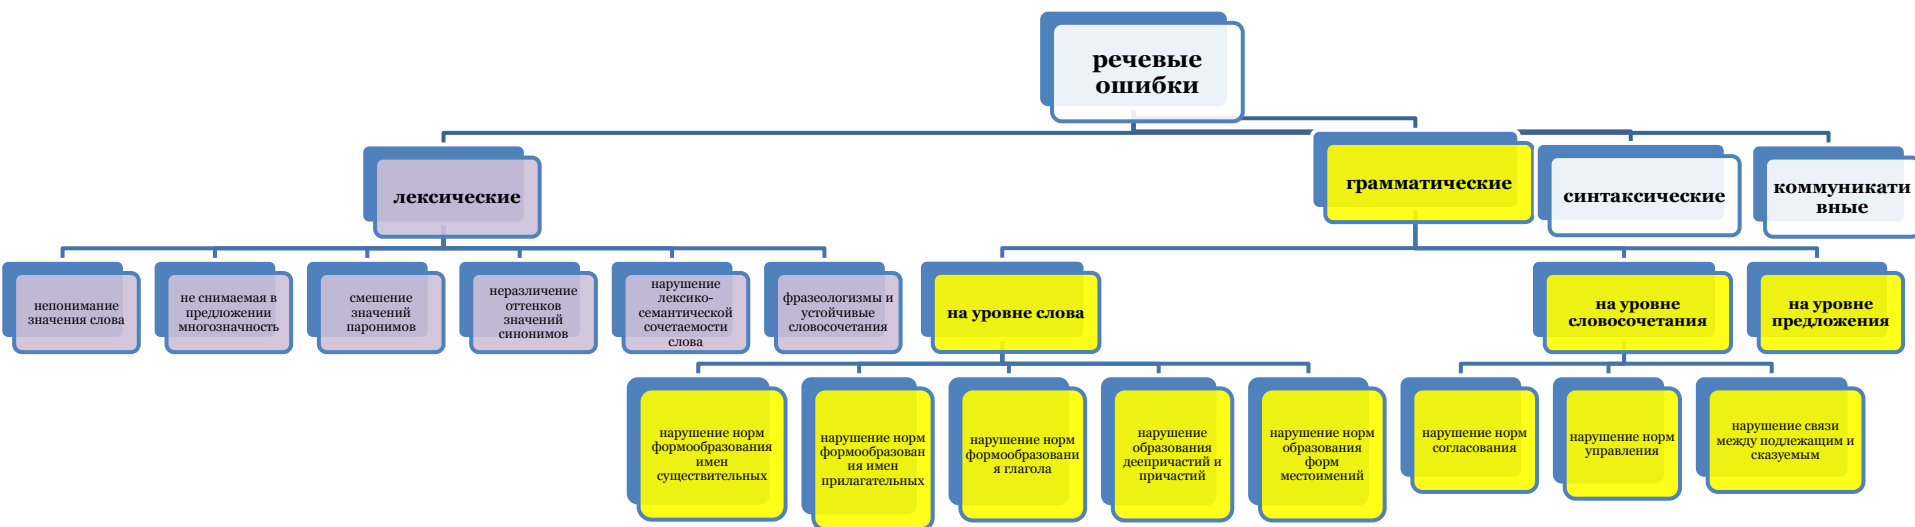 речевые
ошибки
лексические
грамматические
синтаксические
коммуникати
вные
непонимание
значения слова
не снимаемая в
предложении
многозначность
смешение
значений
паронимов
неразличение
оттенков
значений
синонимов
нарушение
лексико-
семантической
сочетаемости
слова
фразеологизмы и
устойчивые
словосочетания
на уровне слова
на уровне
словосочетания
на уровне
предложения
нарушение норм
формообразования
имен
существительных
нарушение норм
формообразован
ия имен
прилагательных
нарушение норм
формообразовани
я глагола
нарушение
образования
деепричастий и
причастий
нарушение норм
образования
форм
местоимений
нарушение норм
согласования
нарушение норм
управления
нарушение связи
между подлежащим и
сказуемым